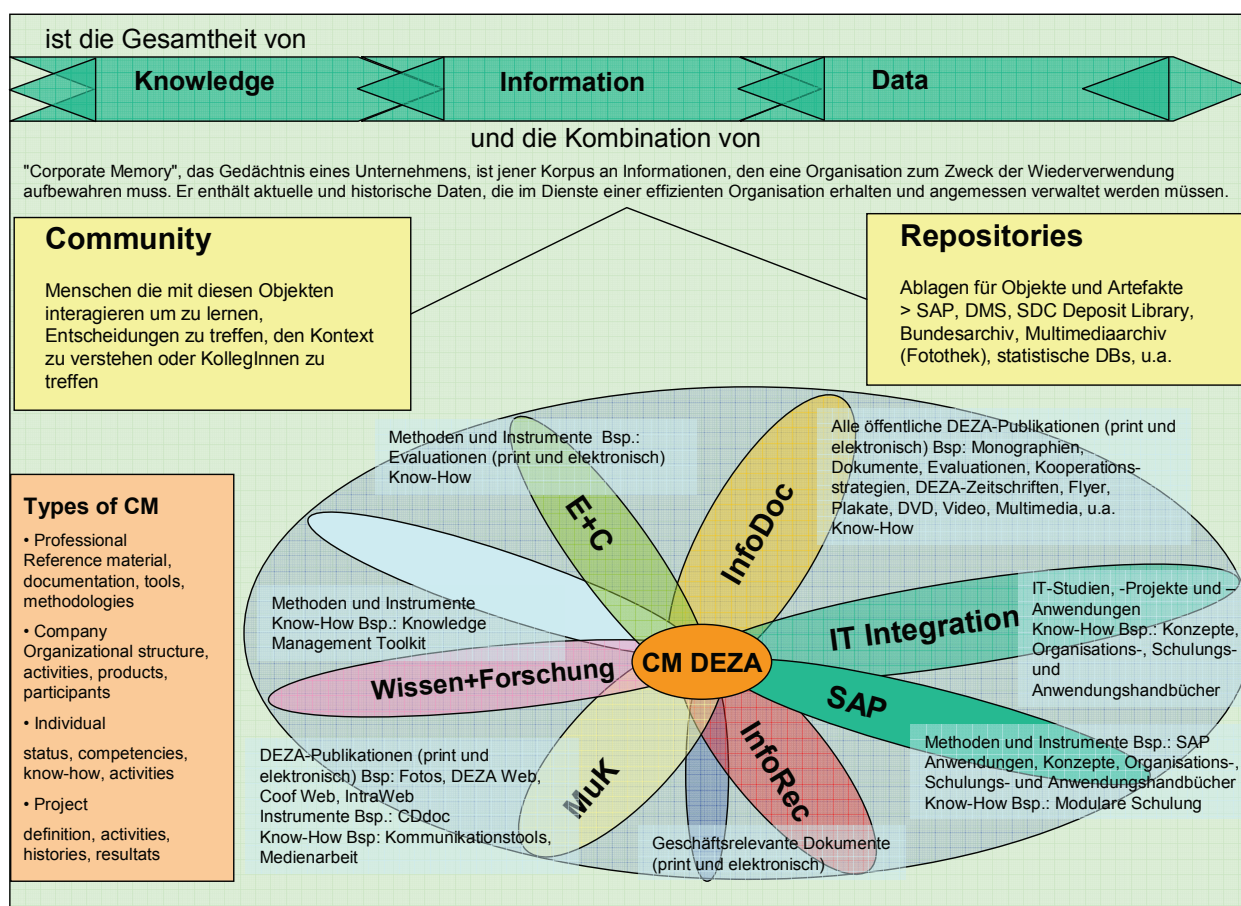 ist die Gesamtheit von
Knowledge
Information
Data
und die Kombination von
"Corporate Memory", das Gedächtnis eines Unternehmens, ist jener Korpus an Informationen, den eine Organisation zum Zweck der Wiederverwendung
aufbewahren muss. Er enthält aktuelle und historische Daten, die im Dienste einer effizienten Organisation erhalten und angemessen verwaltet werden müssen.
Community
Menschen die mit diesen Objekten
interagieren um zu lernen,
Entscheidungen zu treffen, den Kontext
zu verstehen oder KollegInnen zu
treffen
Repositories
Ablagen für Objekte und Artefakte
> SAP, DMS, SDC Deposit Library,
Bundesarchiv, Multimediaarchiv
(Fotothek), statistische DBs, u.a.
Methoden und Instrumente Bsp.:
Evaluationen (print und elektronisch)
Know-How
E+C
InfoDoc
Alle öffentliche DEZA-Publikationen (print und
elektronisch) Bsp: Monographien,
Dokumente, Evaluationen, Kooperations-
strategien, DEZA-Zeitschriften, Flyer,
Plakate, DVD, Video, Multimedia, u.a.
Know-How
Types of CM
• Professional
Reference material,
documentation, tools,
methodologies
• Company
Organizational structure,
activities, products,
participants
• Individual
status, competencies,
know-how, activities
• Project
definition, activities,
histories, resultats
Methoden und Instrumente
Know-How Bsp.: Knowledge
Management Toolkit
Wissen+Forschung
CM DEZA
IT Integration
IT-Studien, -Projekte und –
Anwendungen
Know-How Bsp.: Konzepte,
Organisations-, Schulungs-
und
Anwendungshandbücher
SAP
Methoden und Instrumente Bsp.: SAP
Anwendungen, Konzepte, Organisations-,
Schulungs- und Anwendungshandbücher
Know-How Bsp.: Modulare Schulung
DEZA-Publikationen (print und
elektronisch) Bsp: Fotos, DEZA Web,
Coof Web, IntraWeb
Instrumente Bsp.: CDdoc
Know-How Bsp: Kommunikationstools,
Medienarbeit
MuK
InfoRec
Geschäftsrelevante Dokumente
(print und elektronisch)